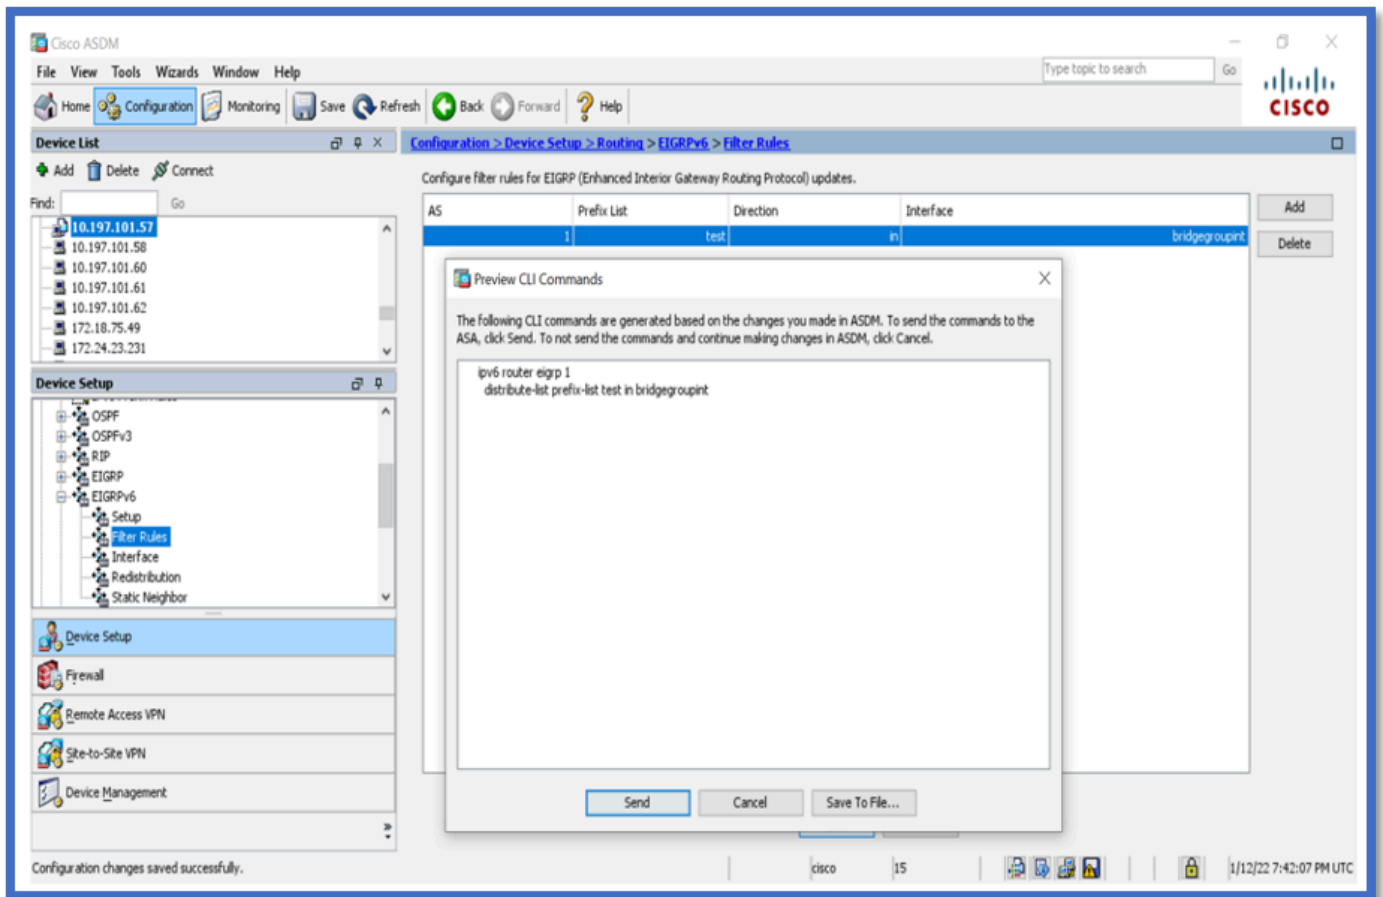 Cisco ASDM
File View Tools Wizards Window Help
Type topic to search Go
Home Configuration Monitoring Save Refresh Back Forward Help
CISCO
Device List
Configuration > Device Setup > Routing > EIGRPv6 > Filter Rules
Add Delete Connect
Configure filter rules for EIGRP (Enhanced Interior Gateway Routing Protocol) updates.
Find: Go
AS Prefix List Direction Interface
Add
1 test in bridgegroupint
Delete
10.197.101.57
10.197.101.58
10.197.101.60
10.197.101.61
10.197.101.62
172.18.75.49
172.24.23.231
Preview CLI Commands
The following CLI commands are generated based on the changes you made in ASDM. To send the commands to the
ASA, click Send. To not send the commands and continue making changes in ASDM, click Cancel.
ipv6 router eigrp 1
distribute-list prefix-list test in bridgegroupint
Device Setup
OSPF
OSPFv3
RIP
EIGRP
EIGRPv6
Setup
Filter Rules
Interface
Redistribution
Static Neighbor
Device Setup
Firewall
Remote Access VPN
Site-to-Site VPN
Device Management
Send Cancel Save To File...
Configuration changes saved successfully.
cisco 15 1/12/22 7:42:07 PM UTC